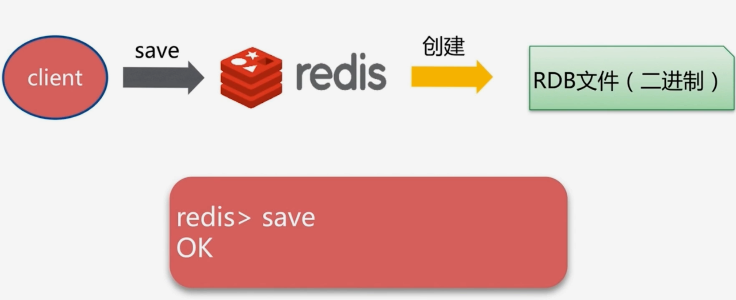 client
save
redis
创建
RDB文件（二进制）
redis> save
OK